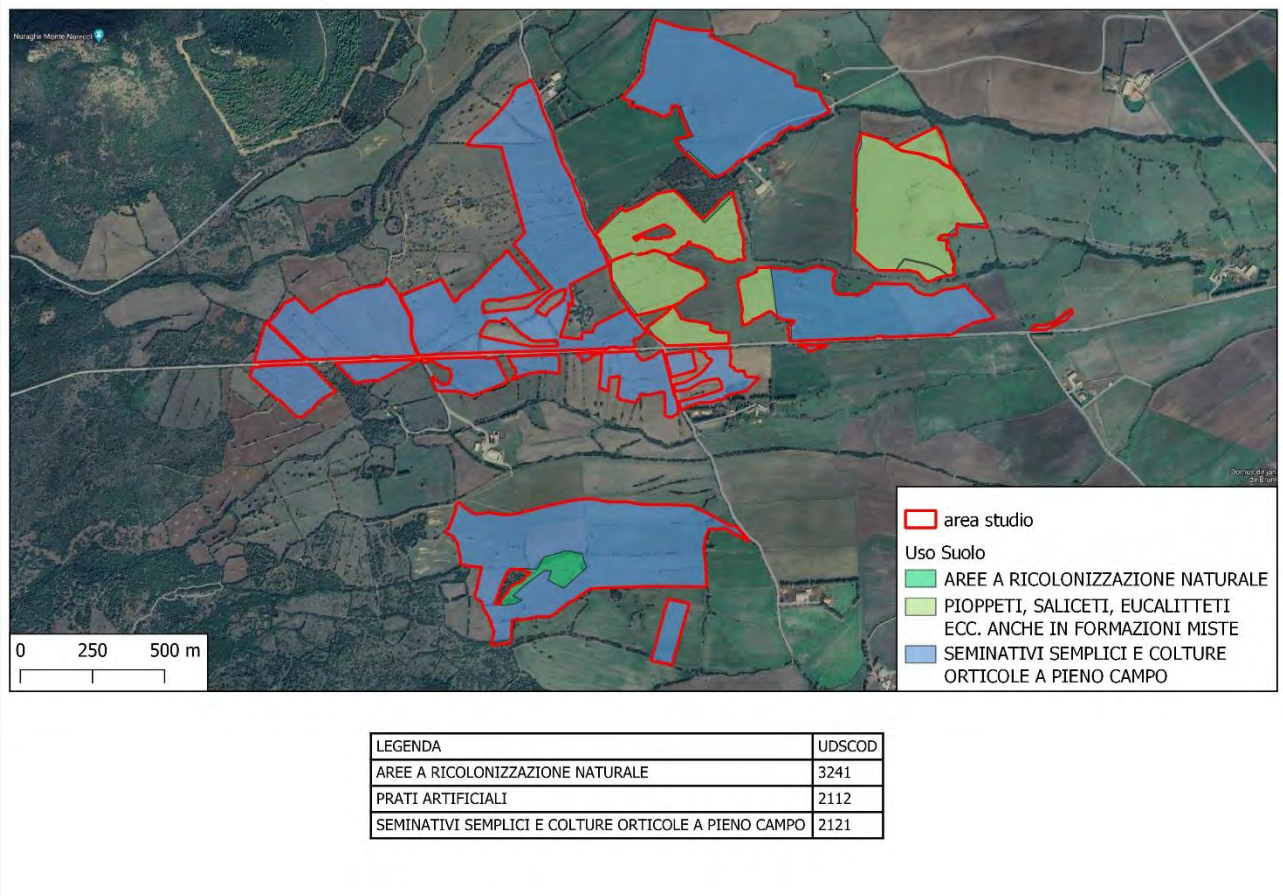 Nuraghe Monte Narecci
Domus de jan
de Brun
area studio
Uso Suolo
AREE A RICOLONIZZAZIONE NATURALE
PIOPPETI, SALICETI, EUCALITTETI
ECC. ANCHE IN FORMAZIONI MISTE
SEMINATIVI SEMPLICI E COLTURE
ORTICOLE A PIENO CAMPO
0 250 500 m
LEGENDA UDSCOD
AREE A RICOLONIZZAZIONE NATURALE 3241
PRATI ARTIFICIALI 2112
SEMINATIVI SEMPLICI E COLTURE ORTICOLE A PIENO CAMPO 2121